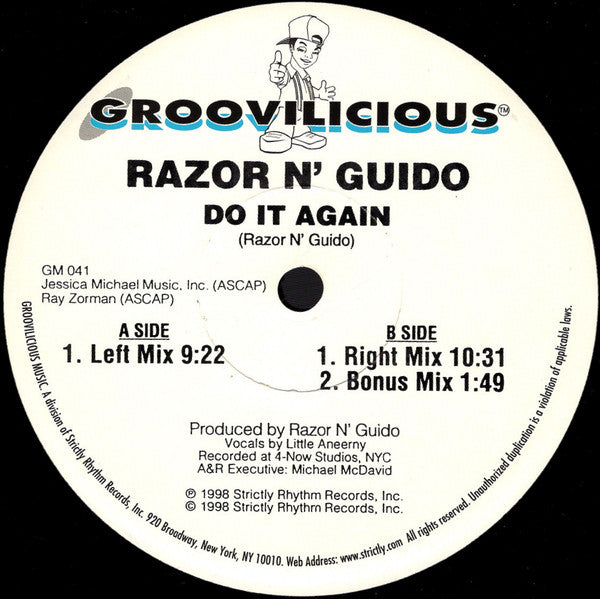 GROOVILICIOUS™
RAZOR N' GUIDO
DO IT AGAIN
(Razor N' Guido)
GM 041
Jessica Michael Music, Inc. (ASCAP)
Ray Zorman (ASCAP)
A SIDE
1. Left Mix 9:22
B SIDE
1. Right Mix 10:31
2. Bonus Mix 1:49
Produced by Razor N' Guido
Vocals by Little Aneerny
Recorded at 4-Now Studios, NYC
A&R Executive: Michael McDavid
℗ 1998 Strictly Rhythm Records, Inc.
© 1998 Strictly Rhythm Records, Inc.
GROOVILICIOUS MUSIC. A division of Strictly Rhythm Records, Inc. 920 Broadway, New York, NY 10010. Web Address: www.strictly.com All rights reserved. Unauthorized duplication is a violation of applicable laws.